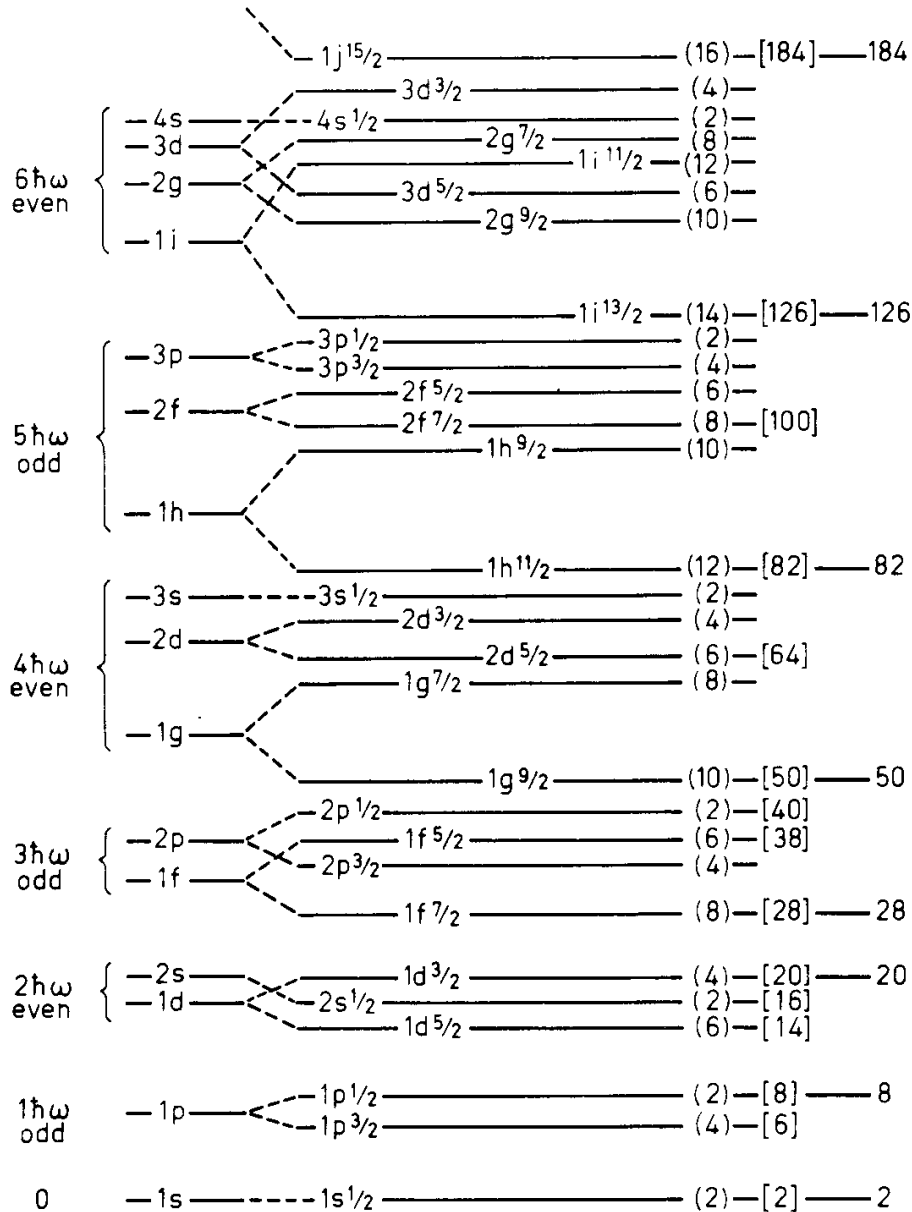 1j 15/2 (16) [184] 184
3d 3/2 (4)
4s 4s 1/2 (2)
3d 2g 7/2 (8)
1i 11/2 (12)
6ħω even
2g 3d 5/2 (6)
2g 9/2 (10)
1i
1i 13/2 (14) [126] 126
3p 1/2 (2)
3p 3p 3/2 (4)
2f 5/2 (6)
2f 2f 7/2 (8) [100]
5ħω odd
1h 9/2 (10)
1h
1h 11/2 (12) [82] 82
3s 3s 1/2 (2)
2d 3/2 (4)
2d 2d 5/2 (6) [64]
4ħω even
1g 7/2 (8)
1g
1g 9/2 (10) [50] 50
2p 1/2 (2) [40]
2p 1f 5/2 (6) [38]
3ħω odd
2p 3/2 (4)
1f
1f 7/2 (8) [28] 28
2s 1d 3/2 (4) [20] 20
2ħω even
1d 2s 1/2 (2) [16]
1d 5/2 (6) [14]
1p 1/2 (2) [8] 8
1ħω odd
1p
1p 3/2 (4) [6]
0 1s 1s 1/2 (2) [2] 2